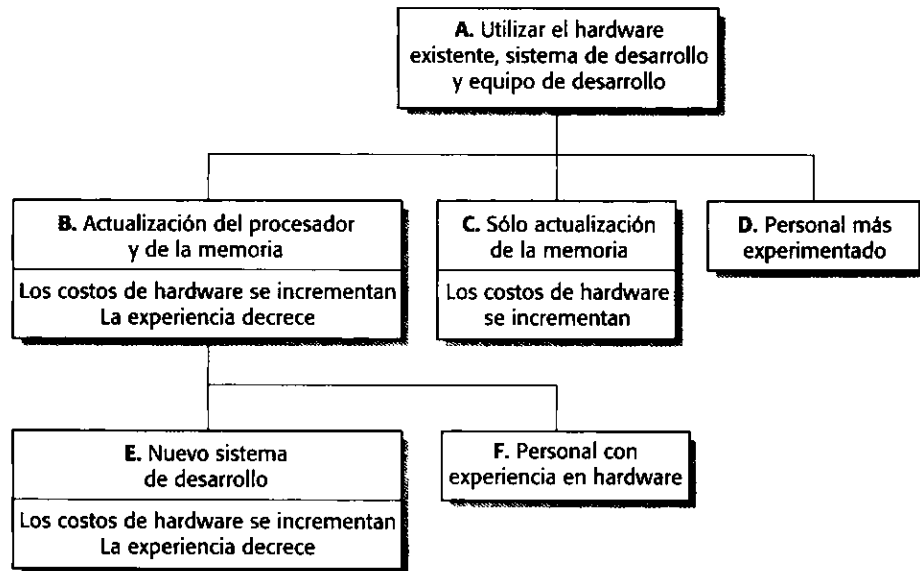 A. Utilizar el hardware
existente, sistema de desarrollo
y equipo de desarrollo
B. Actualización del procesador
y de la memoria
Los costos de hardware se incrementan
La experiencia decrece
C. Sólo actualización
de la memoria
Los costos de hardware
se incrementan
D. Personal más
experimentado
E. Nuevo sistema
de desarrollo
Los costos de hardware se incrementan
La experiencia decrece
F. Personal con
experiencia en hardware